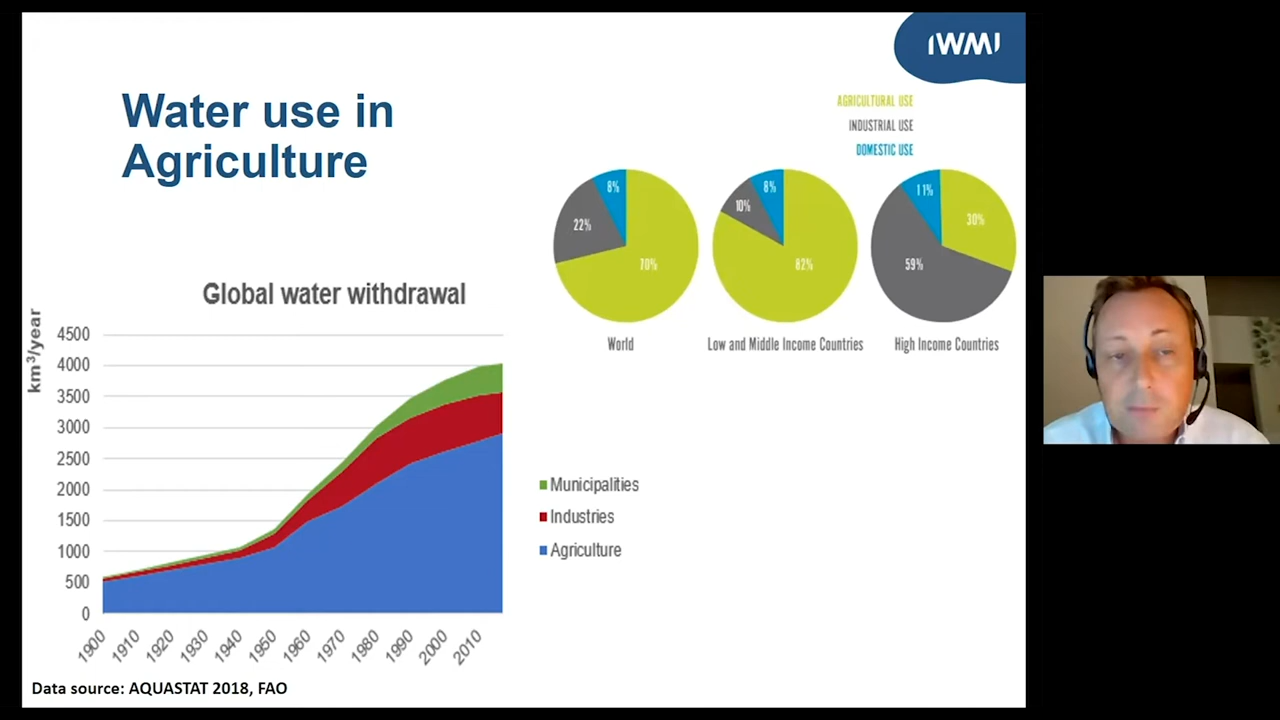 IWMI
Water use in
Agriculture
AGRICULTURAL USE
INDUSTRIAL USE
DOMESTIC USE
8%
22%
70%
8%
10%
82%
11%
30%
59%
World
Low and Middle Income Countries
High Income Countries
Global water withdrawal
km³/year
4500
4000
3500
3000
2500
2000
1500
1000
500
0
1900
1910
1920
1930
1940
1950
1960
1970
1980
1990
2000
2010
Municipalities
Industries
Agriculture
Data source: AQUASTAT 2018, FAO